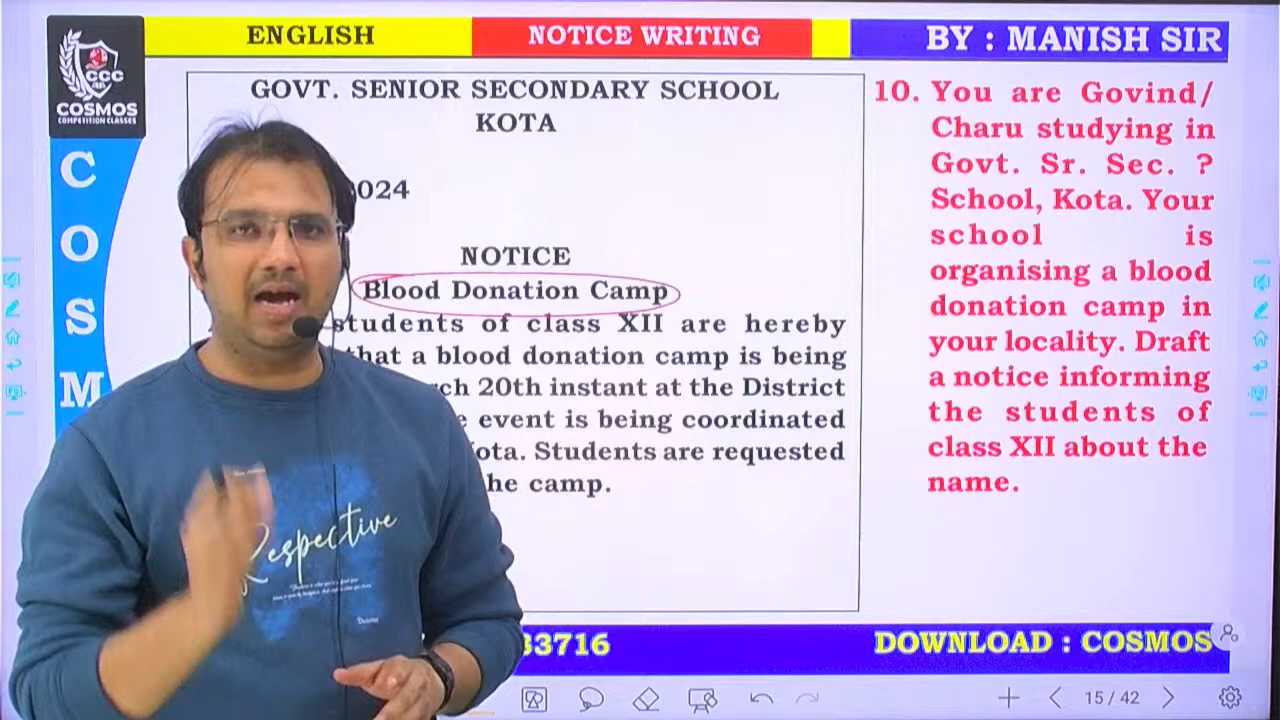 ENGLISH
NOTICE WRITING
BY : MANISH SIR
CCC
COSMOS
COMPETITION CLASSES
C
O
S
M
GOVT. SENIOR SECONDARY SCHOOL
KOTA
024
NOTICE
Blood Donation Camp
students of class XII are hereby
that a blood donation camp is being
20th instant at the District
event is being coordinated
Students are requested
camp.
10. You are Govind/
Charu studying in
Govt. Sr. Sec. ?
School, Kota. Your
school is
organising a blood
donation camp in
your locality. Draft
a notice informing
the students of
class XII about the
name.
Respective
33716
DOWNLOAD : COSMOS
15 / 42